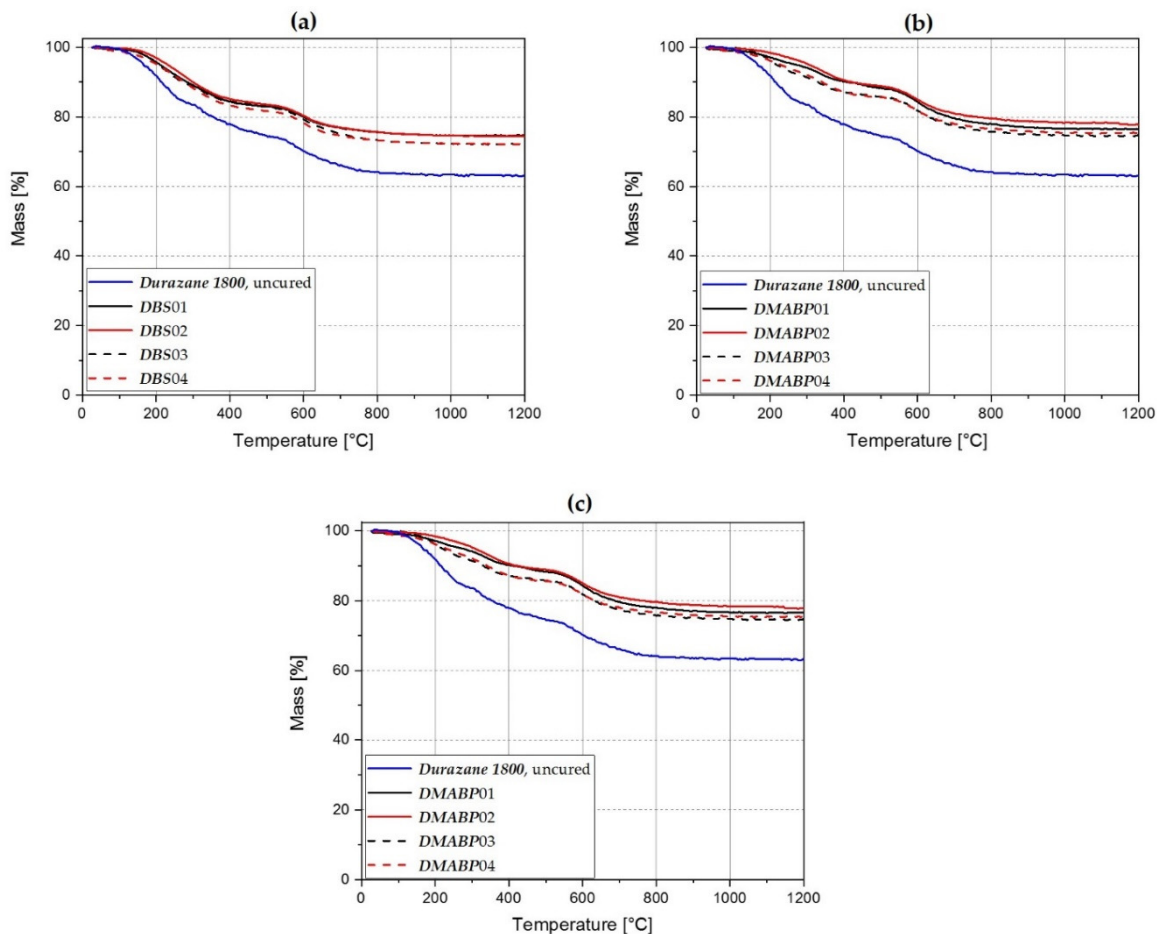 (a)
100
80
60
40
20
0
Mass [%]
Durazane 1800, uncured
DBS01
DBS02
DBS03
DBS04
0 200 400 600 800 1000 1200
Temperature [°C]
(b)
100
80
60
40
20
0
Mass [%]
Durazane 1800, uncured
DMABP01
DMABP02
DMABP03
DMABP04
0 200 400 600 800 1000 1200
Temperature [°C]
(c)
100
80
60
40
20
0
Mass [%]
Durazane 1800, uncured
DMABP01
DMABP02
DMABP03
DMABP04
0 200 400 600 800 1000 1200
Temperature [°C]